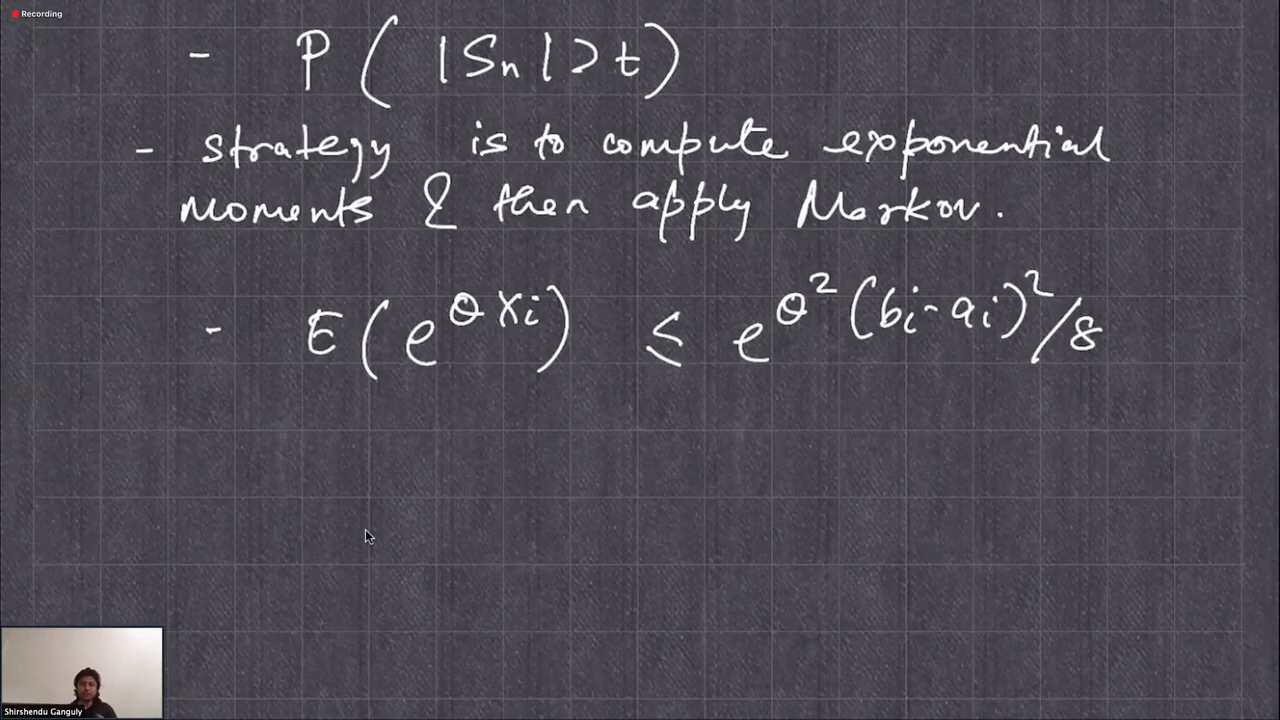 Recording
- P ( |Sn| > t )
- strategy is to compute exponential
moments & then apply Markov.
- E(e^{θXi}) ≤ e^{θ²(bi-ai)²/8}
Shirshendu Ganguly